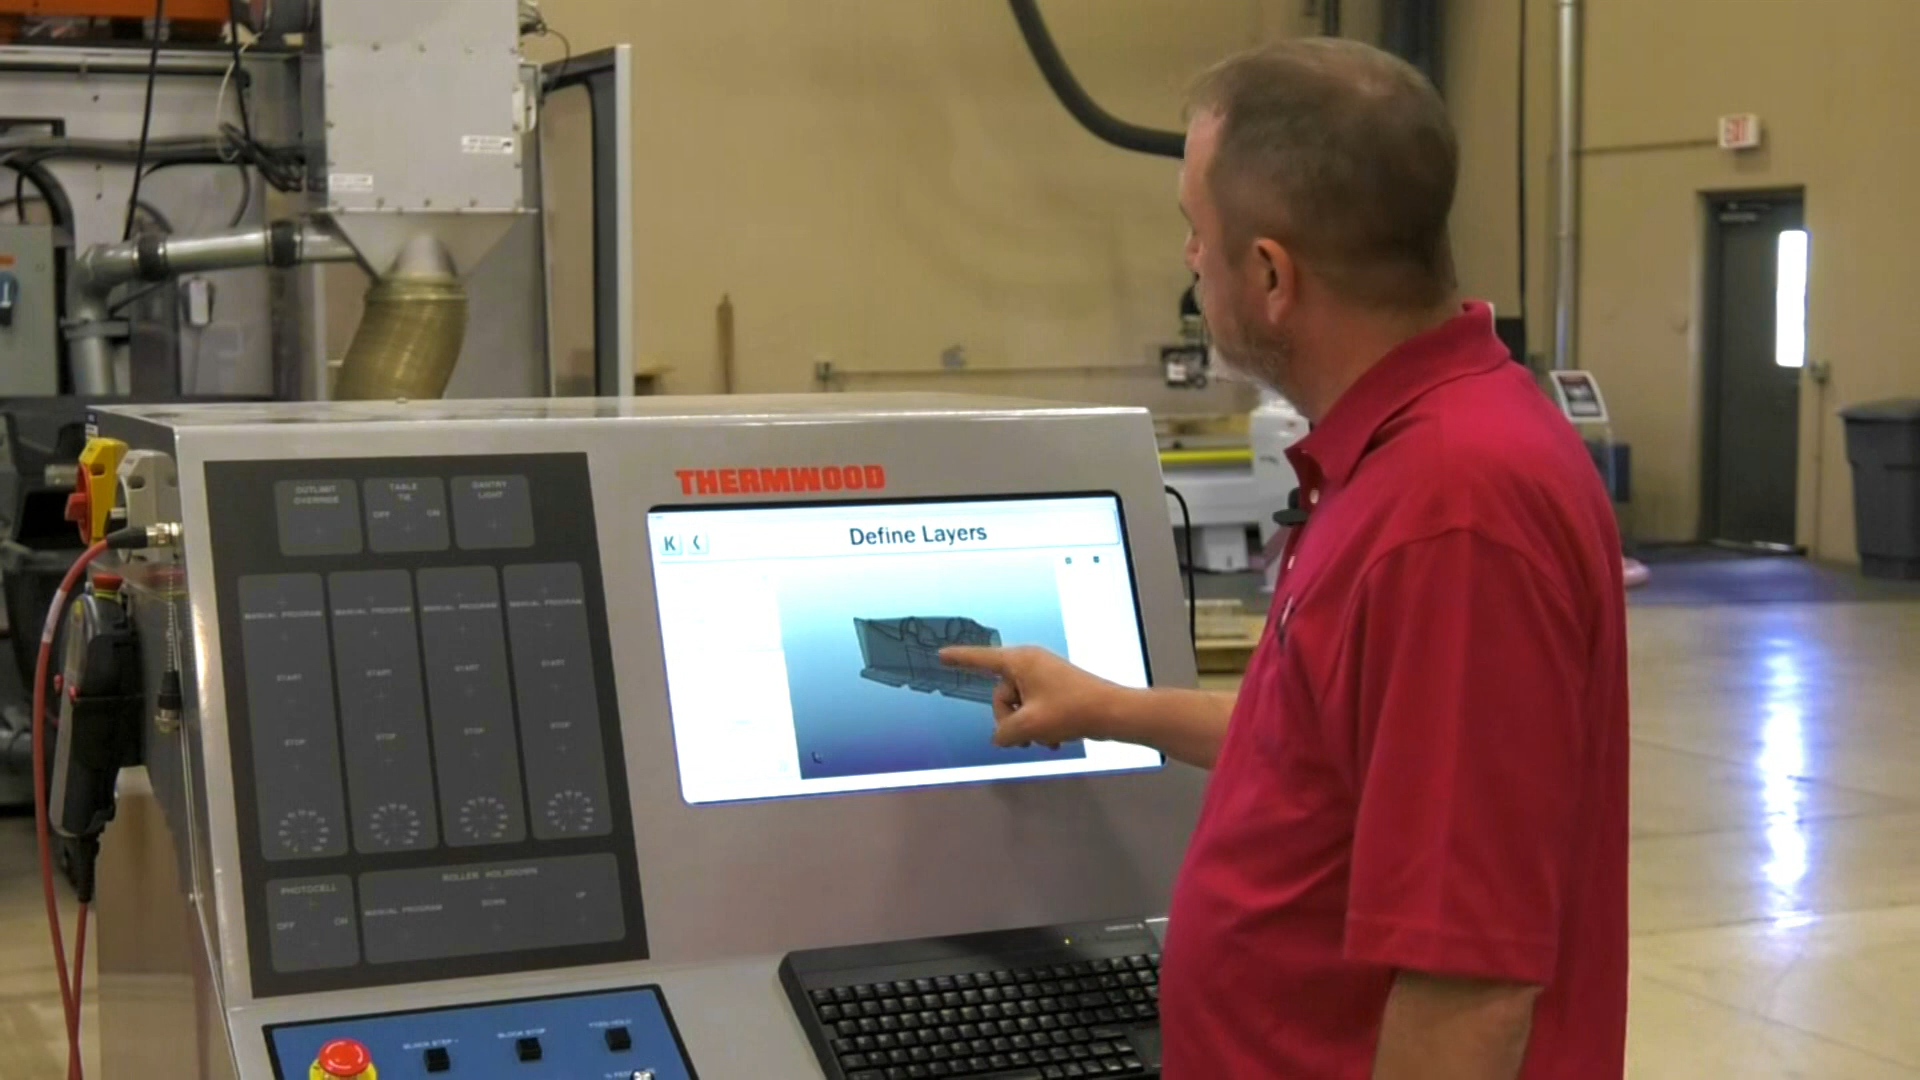 EXIT
OUTLIMIT
OVERRIDE
TABLE
TIE
OFF ON
GANTRY
LIGHT
THERMWOOD
K
Define Layers
MANUAL PROGRAM
MANUAL PROGRAM
MANUAL PROGRAM
MANUAL PROGRAM
START
START
START
START
STOP
STOP
STOP
STOP
PHOTOCELL
OFF ON
ROLLER HOLDDOWN
MANUAL PROGRAM
DOWN
UP
BLOCK STEP
BLOCK STOP
FEED HOLD